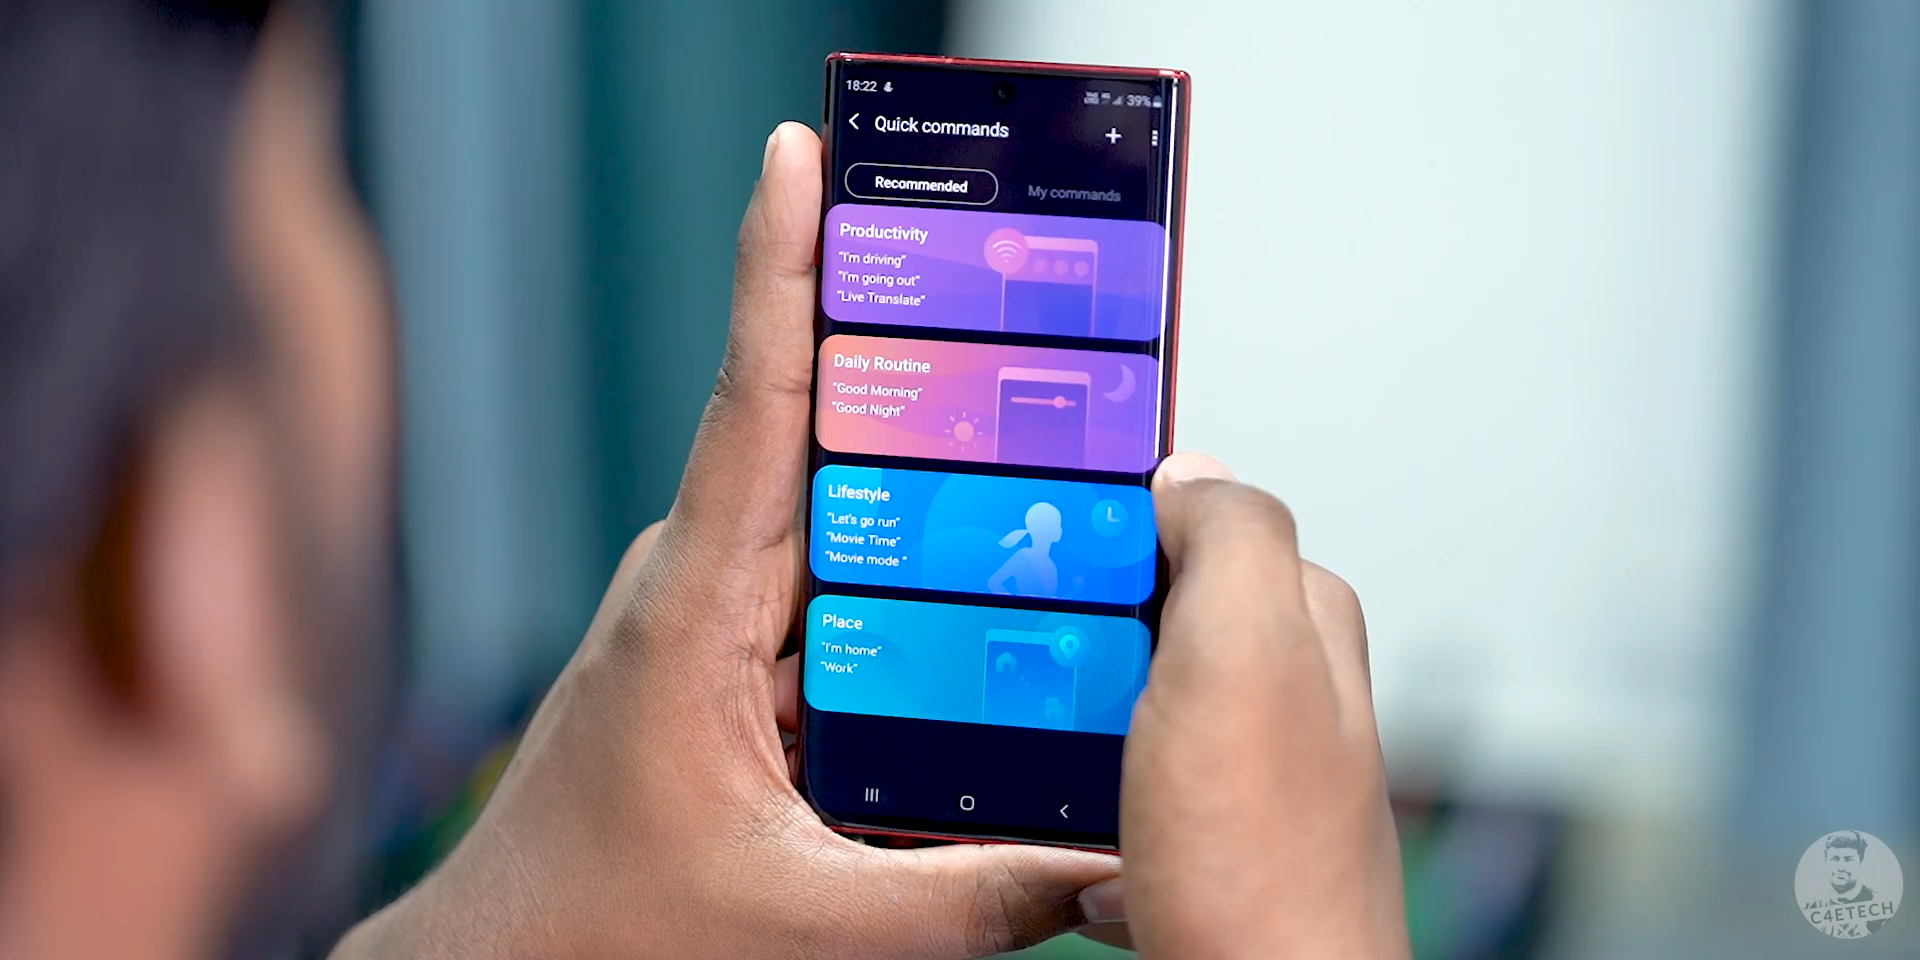 18:22
39%
Quick commands
Recommended
My commands
Productivity
"I'm driving"
"I'm going out"
"Live Translate"
Daily Routine
"Good Morning"
"Good Night"
Lifestyle
"Let's go run"
"Movie Time"
"Movie mode "
Place
"I'm home"
"Work"
C4ETECH